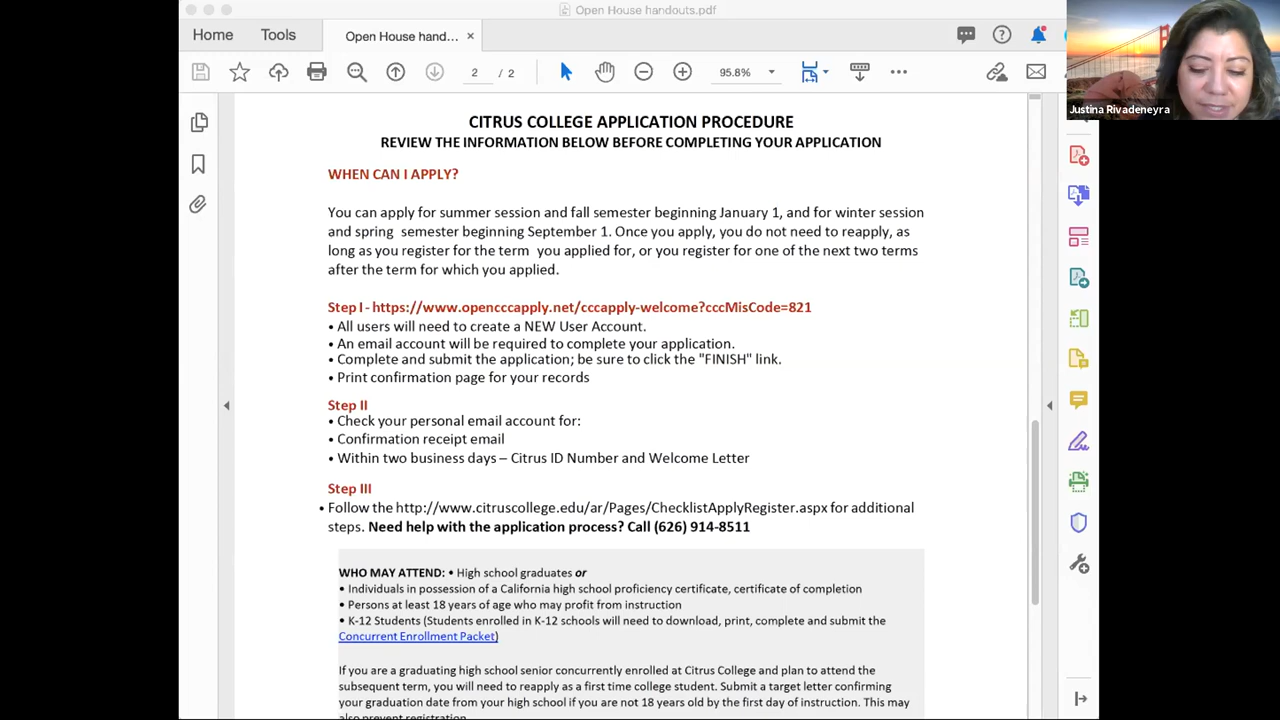 Open House handouts.pdf
Home
Tools
Open House hand... ×
2 / 2
95.8%
Justina Rivadeneyra
CITRUS COLLEGE APPLICATION PROCEDURE
REVIEW THE INFORMATION BELOW BEFORE COMPLETING YOUR APPLICATION
WHEN CAN I APPLY?
You can apply for summer session and fall semester beginning January 1, and for winter session
and spring semester beginning September 1. Once you apply, you do not need to reapply, as
long as you register for the term you applied for, or you register for one of the next two terms
after the term for which you applied.
Step I - https://www.opencccapply.net/cccapply-welcome?cccMisCode=821
• All users will need to create a NEW User Account.
• An email account will be required to complete your application.
• Complete and submit the application; be sure to click the "FINISH" link.
• Print confirmation page for your records
Step II
• Check your personal email account for:
• Confirmation receipt email
• Within two business days – Citrus ID Number and Welcome Letter
Step III
• Follow the http://www.citruscollege.edu/ar/Pages/ChecklistApplyRegister.aspx for additional
steps. Need help with the application process? Call (626) 914-8511
WHO MAY ATTEND: • High school graduates or
• Individuals in possession of a California high school proficiency certificate, certificate of completion
• Persons at least 18 years of age who may profit from instruction
• K-12 Students (Students enrolled in K-12 schools will need to download, print, complete and submit the
Concurrent Enrollment Packet)
If you are a graduating high school senior concurrently enrolled at Citrus College and plan to attend the
subsequent term, you will need to reapply as a first time college student. Submit a target letter confirming
your graduation date from your high school if you are not 18 years old by the first day of instruction. This may
also prevent registration.